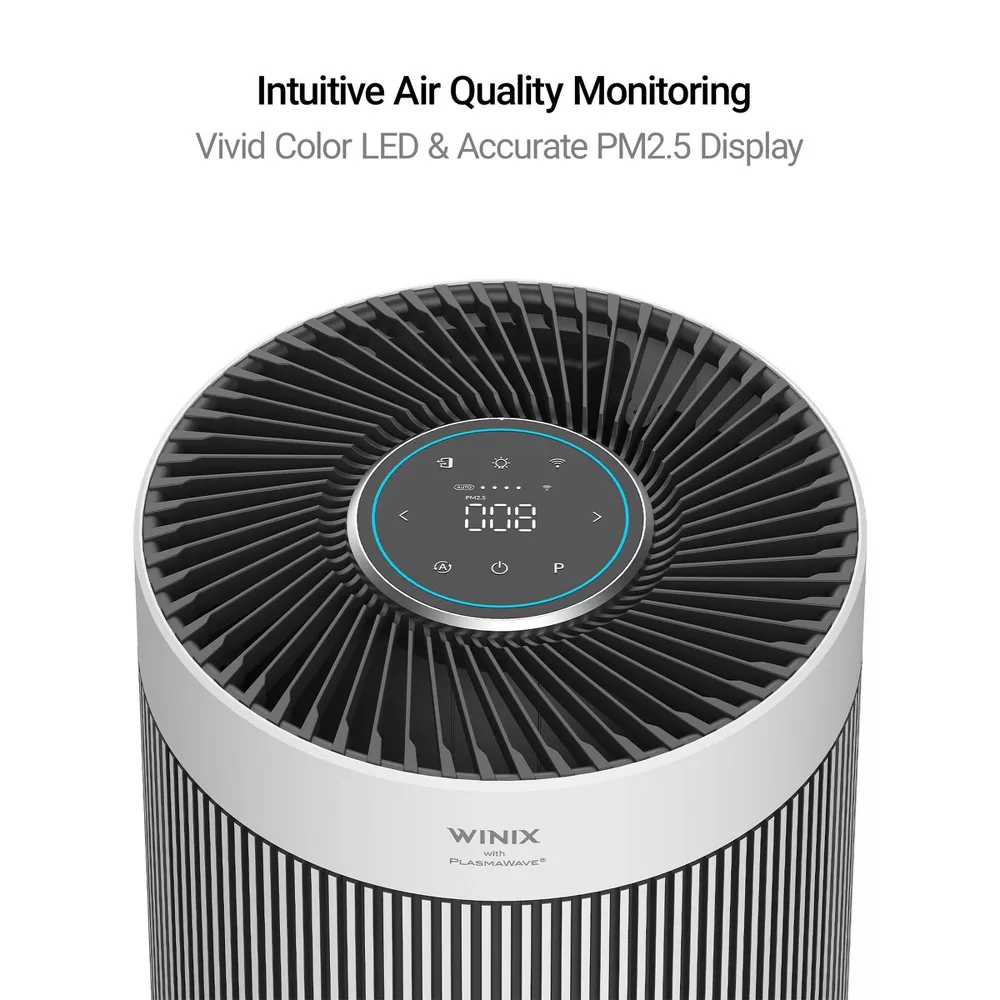 Intuitive Air Quality Monitoring
Vivid Color LED & Accurate PM2.5 Display
AUTO
PM2.5
008
A
P
WINIX
with
PLASMAWAVE®